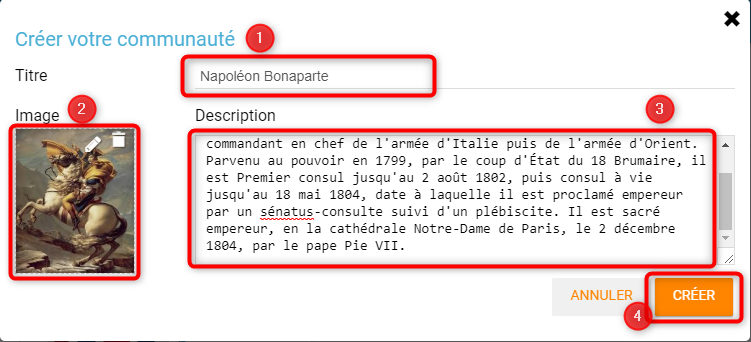 Créer votre communauté 1
Titre
Napoléon Bonaparte
Image 2
Description 3
commandant en chef de l'armée d'Italie puis de l'armée d'Orient.
Parvenu au pouvoir en 1799, par le coup d'État du 18 Brumaire, il
est Premier consul jusqu'au 2 août 1802, puis consul à vie
jusqu'au 18 mai 1804, date à laquelle il est proclamé empereur
par un sénatus-consulte suivi d'un plébiscite. Il est sacré
empereur, en la cathédrale Notre-Dame de Paris, le 2 décembre
1804, par le pape Pie VII.
ANNULER
4 CRÉER